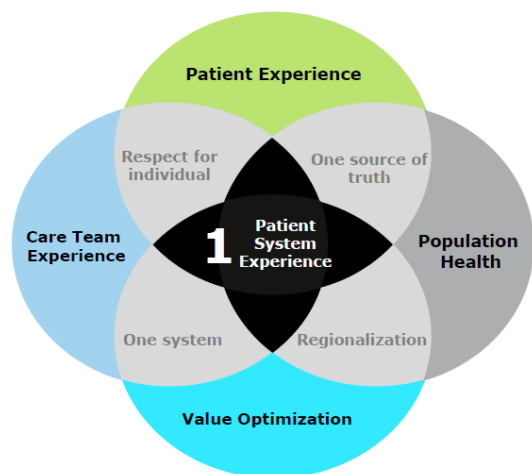 Patient Experience
Respect for
individual
One source of
truth
Care Team
Experience
1
Patient
System
Experience
Population
Health
One system
Regionalization
Value Optimization